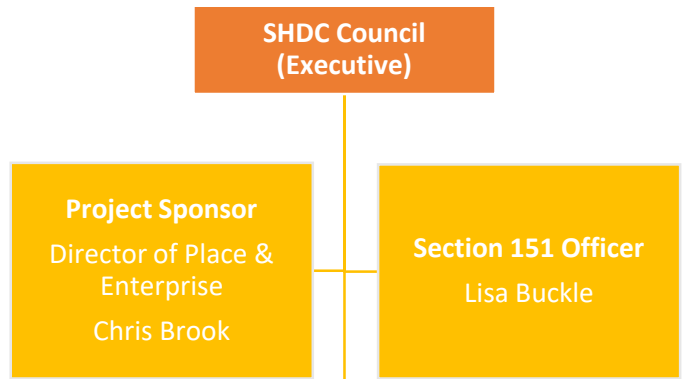 SHDC Council
(Executive)
Project Sponsor
Director of Place &
Enterprise
Chris Brook
Section 151 Officer
Lisa Buckle